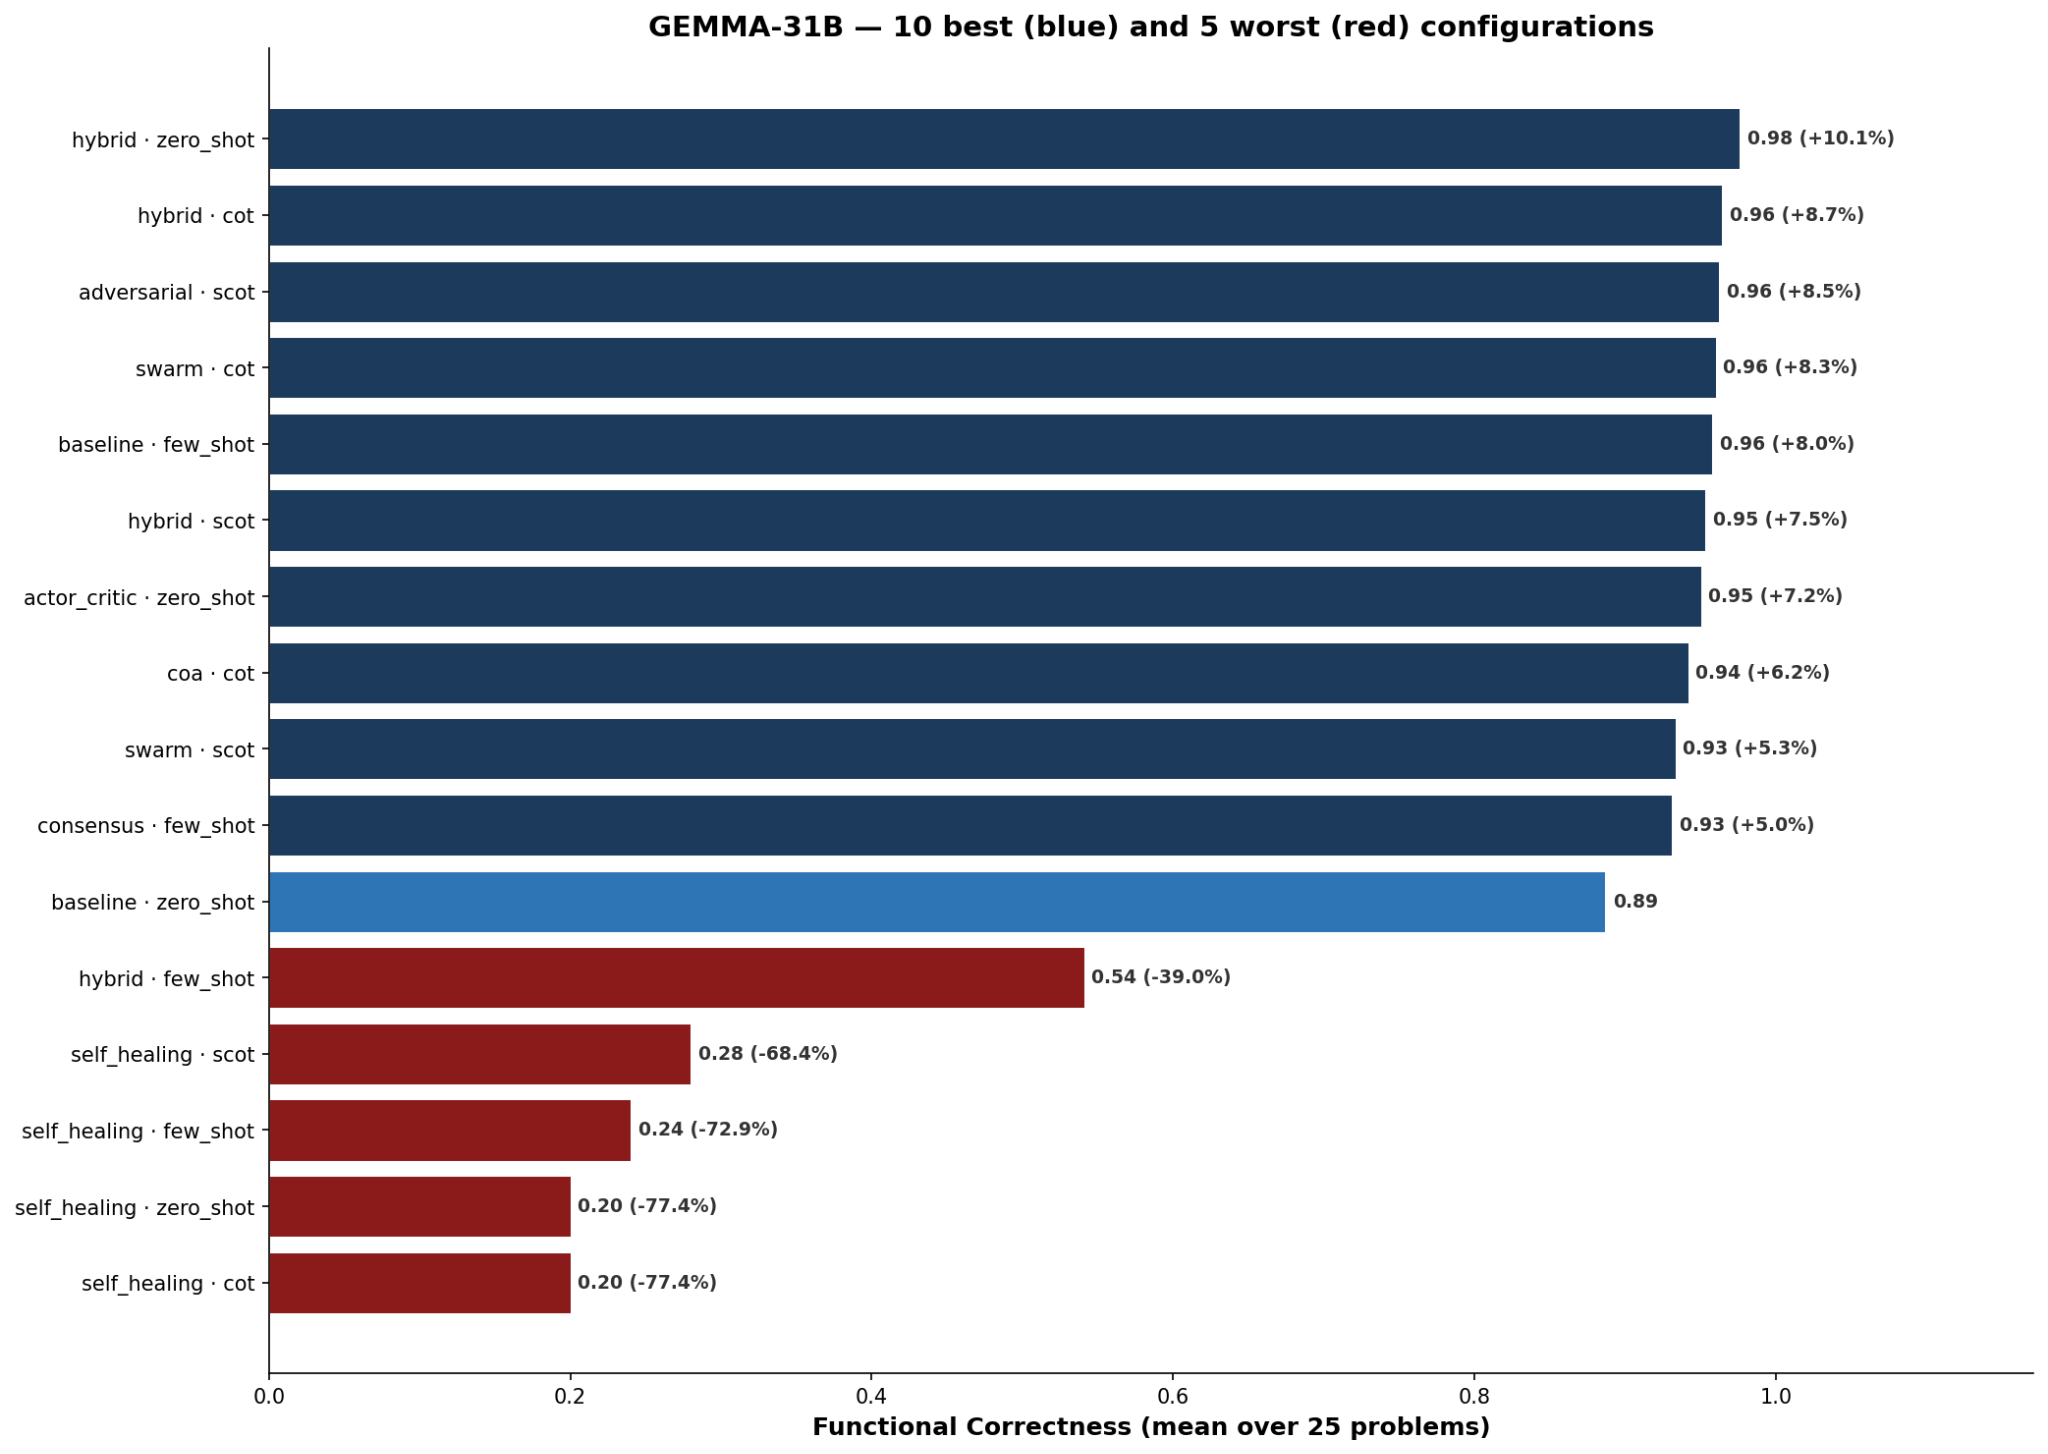 GEMMA-31B — 10 best (blue) and 5 worst (red) configurations
hybrid · zero_shot 0.98 (+10.1%)
hybrid · cot 0.96 (+8.7%)
adversarial · scot 0.96 (+8.5%)
swarm · cot 0.96 (+8.3%)
baseline · few_shot 0.96 (+8.0%)
hybrid · scot 0.95 (+7.5%)
actor_critic · zero_shot 0.95 (+7.2%)
coa · cot 0.94 (+6.2%)
swarm · scot 0.93 (+5.3%)
consensus · few_shot 0.93 (+5.0%)
baseline · zero_shot 0.89
hybrid · few_shot 0.54 (-39.0%)
self_healing · scot 0.28 (-68.4%)
self_healing · few_shot 0.24 (-72.9%)
self_healing · zero_shot 0.20 (-77.4%)
self_healing · cot 0.20 (-77.4%)
0.0 0.2 0.4 0.6 0.8 1.0
Functional Correctness (mean over 25 problems)